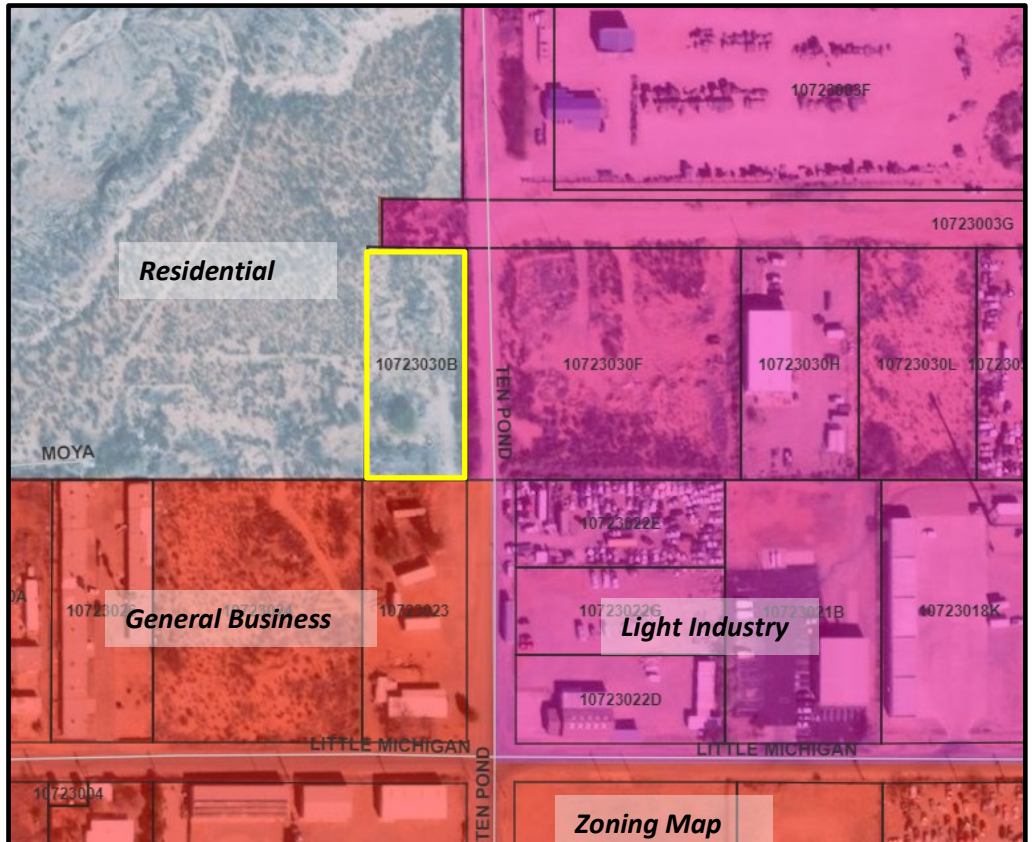 10723003F
10723003G
Residential
10723030B
10723030F
10723030H
10723030L
TEN POND
MOYA
10723022E
General Business
10723023
10723022G
Light Industry
10723021B
10723018K
10723022D
LITTLE MICHIGAN
LITTLE MICHIGAN
TEN POND
10723004
Zoning Map